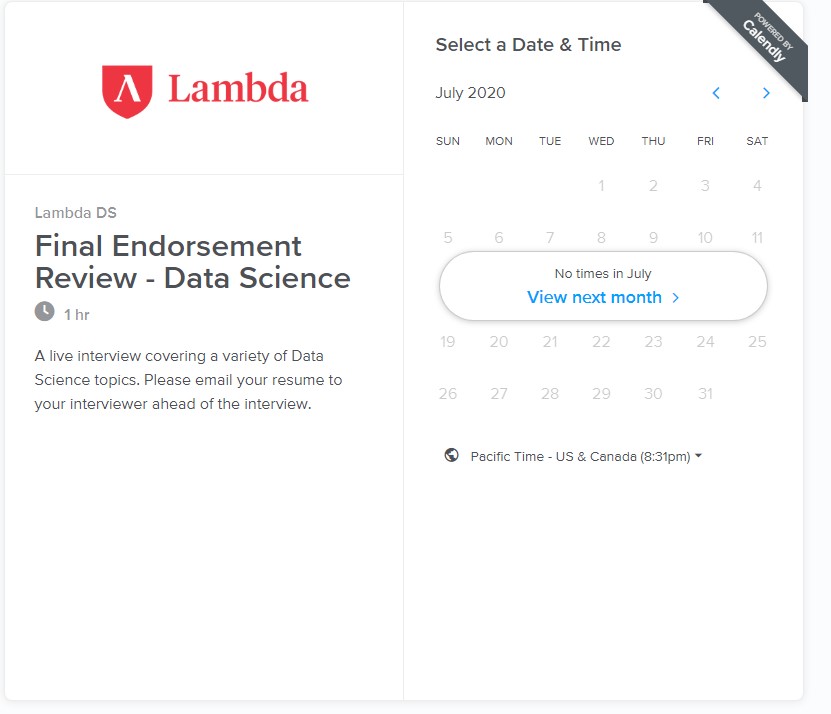 Lambda
Lambda DS
Final Endorsement
Review - Data Science
1 hr
A live interview covering a variety of Data
Science topics. Please email your resume to
your interviewer ahead of the interview.
POWERED BY
Calendly
Select a Date & Time
July 2020
SUN MON TUE WED THU FRI SAT
1 2 3 4
5 6 7 8 9 10 11
No times in July
View next month
19 20 21 22 23 24 25
26 27 28 29 30 31
Pacific Time - US & Canada (8:31pm)